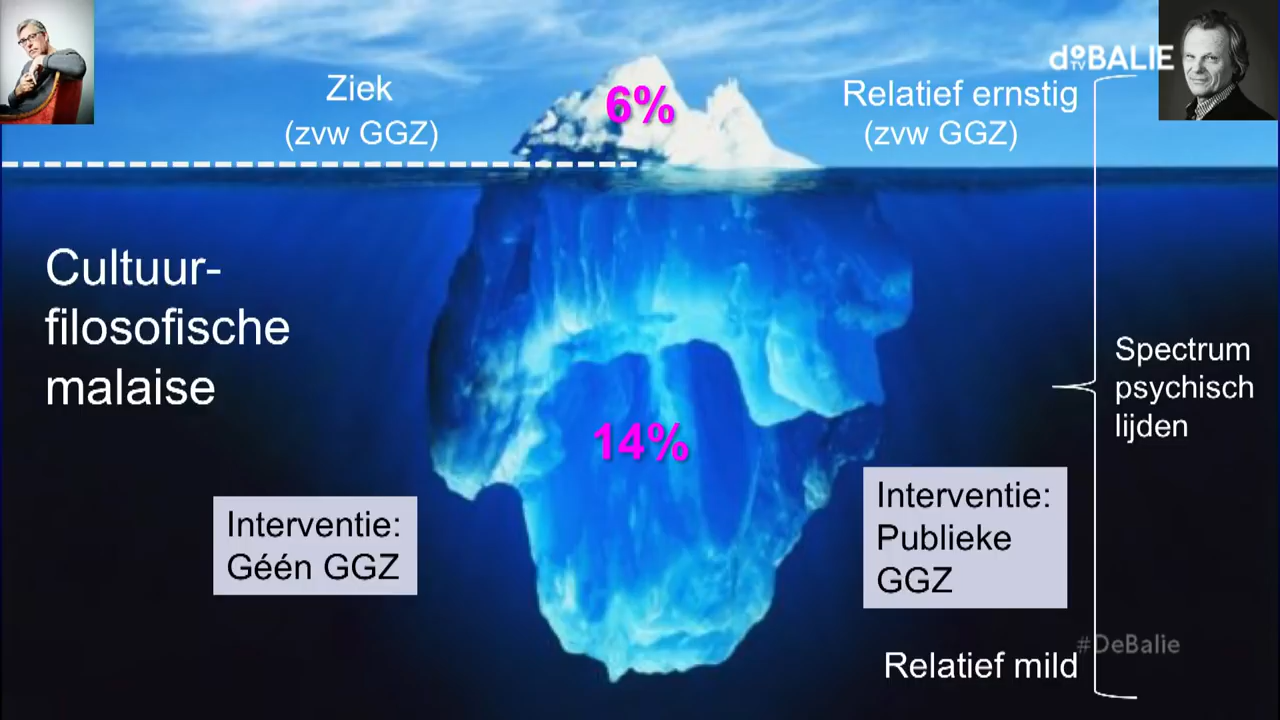 doTVBALIE
Ziek
(zvw GGZ)
6%
Relatief ernstig
(zvw GGZ)
Cultuur-
filosofische
malaise
14%
Spectrum
psychisch
lijden
Interventie:
Géén GGZ
Interventie:
Publieke
GGZ
#DeBalie
Relatief mild